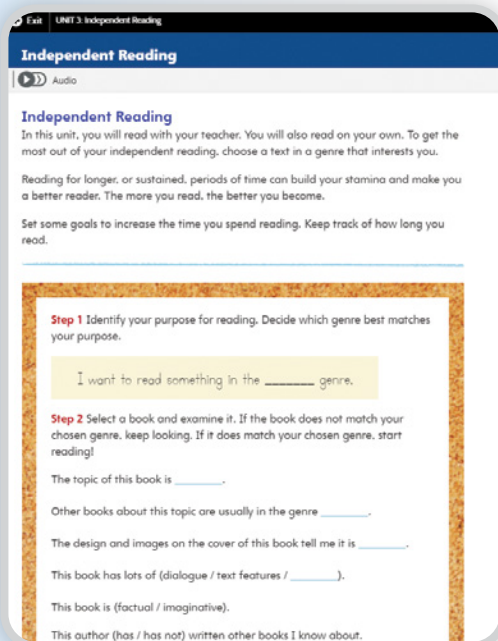 Exit UNIT 3: Independent Reading
Independent Reading
Audio
Independent Reading
In this unit, you will read with your teacher. You will also read on your own. To get the
most out of your independent reading, choose a text in a genre that interests you.
Reading for longer, or sustained, periods of time can build your stamina and make you
a better reader. The more you read, the better you become.
Set some goals to increase the time you spend reading. Keep track of how long you
read.
Step 1 Identify your purpose for reading. Decide which genre best matches
your purpose.
I want to read something in the _______ genre.
Step 2 Select a book and examine it. If the book does not match your
chosen genre, keep looking. If it does match your chosen genre, start
reading!
The topic of this book is ________.
Other books about this topic are usually in the genre ________.
The design and images on the cover of this book tell me it is ________.
This book has lots of (dialogue / text features / ________).
This book is (factual / imaginative).
This author (has / has not) written other books I know about.